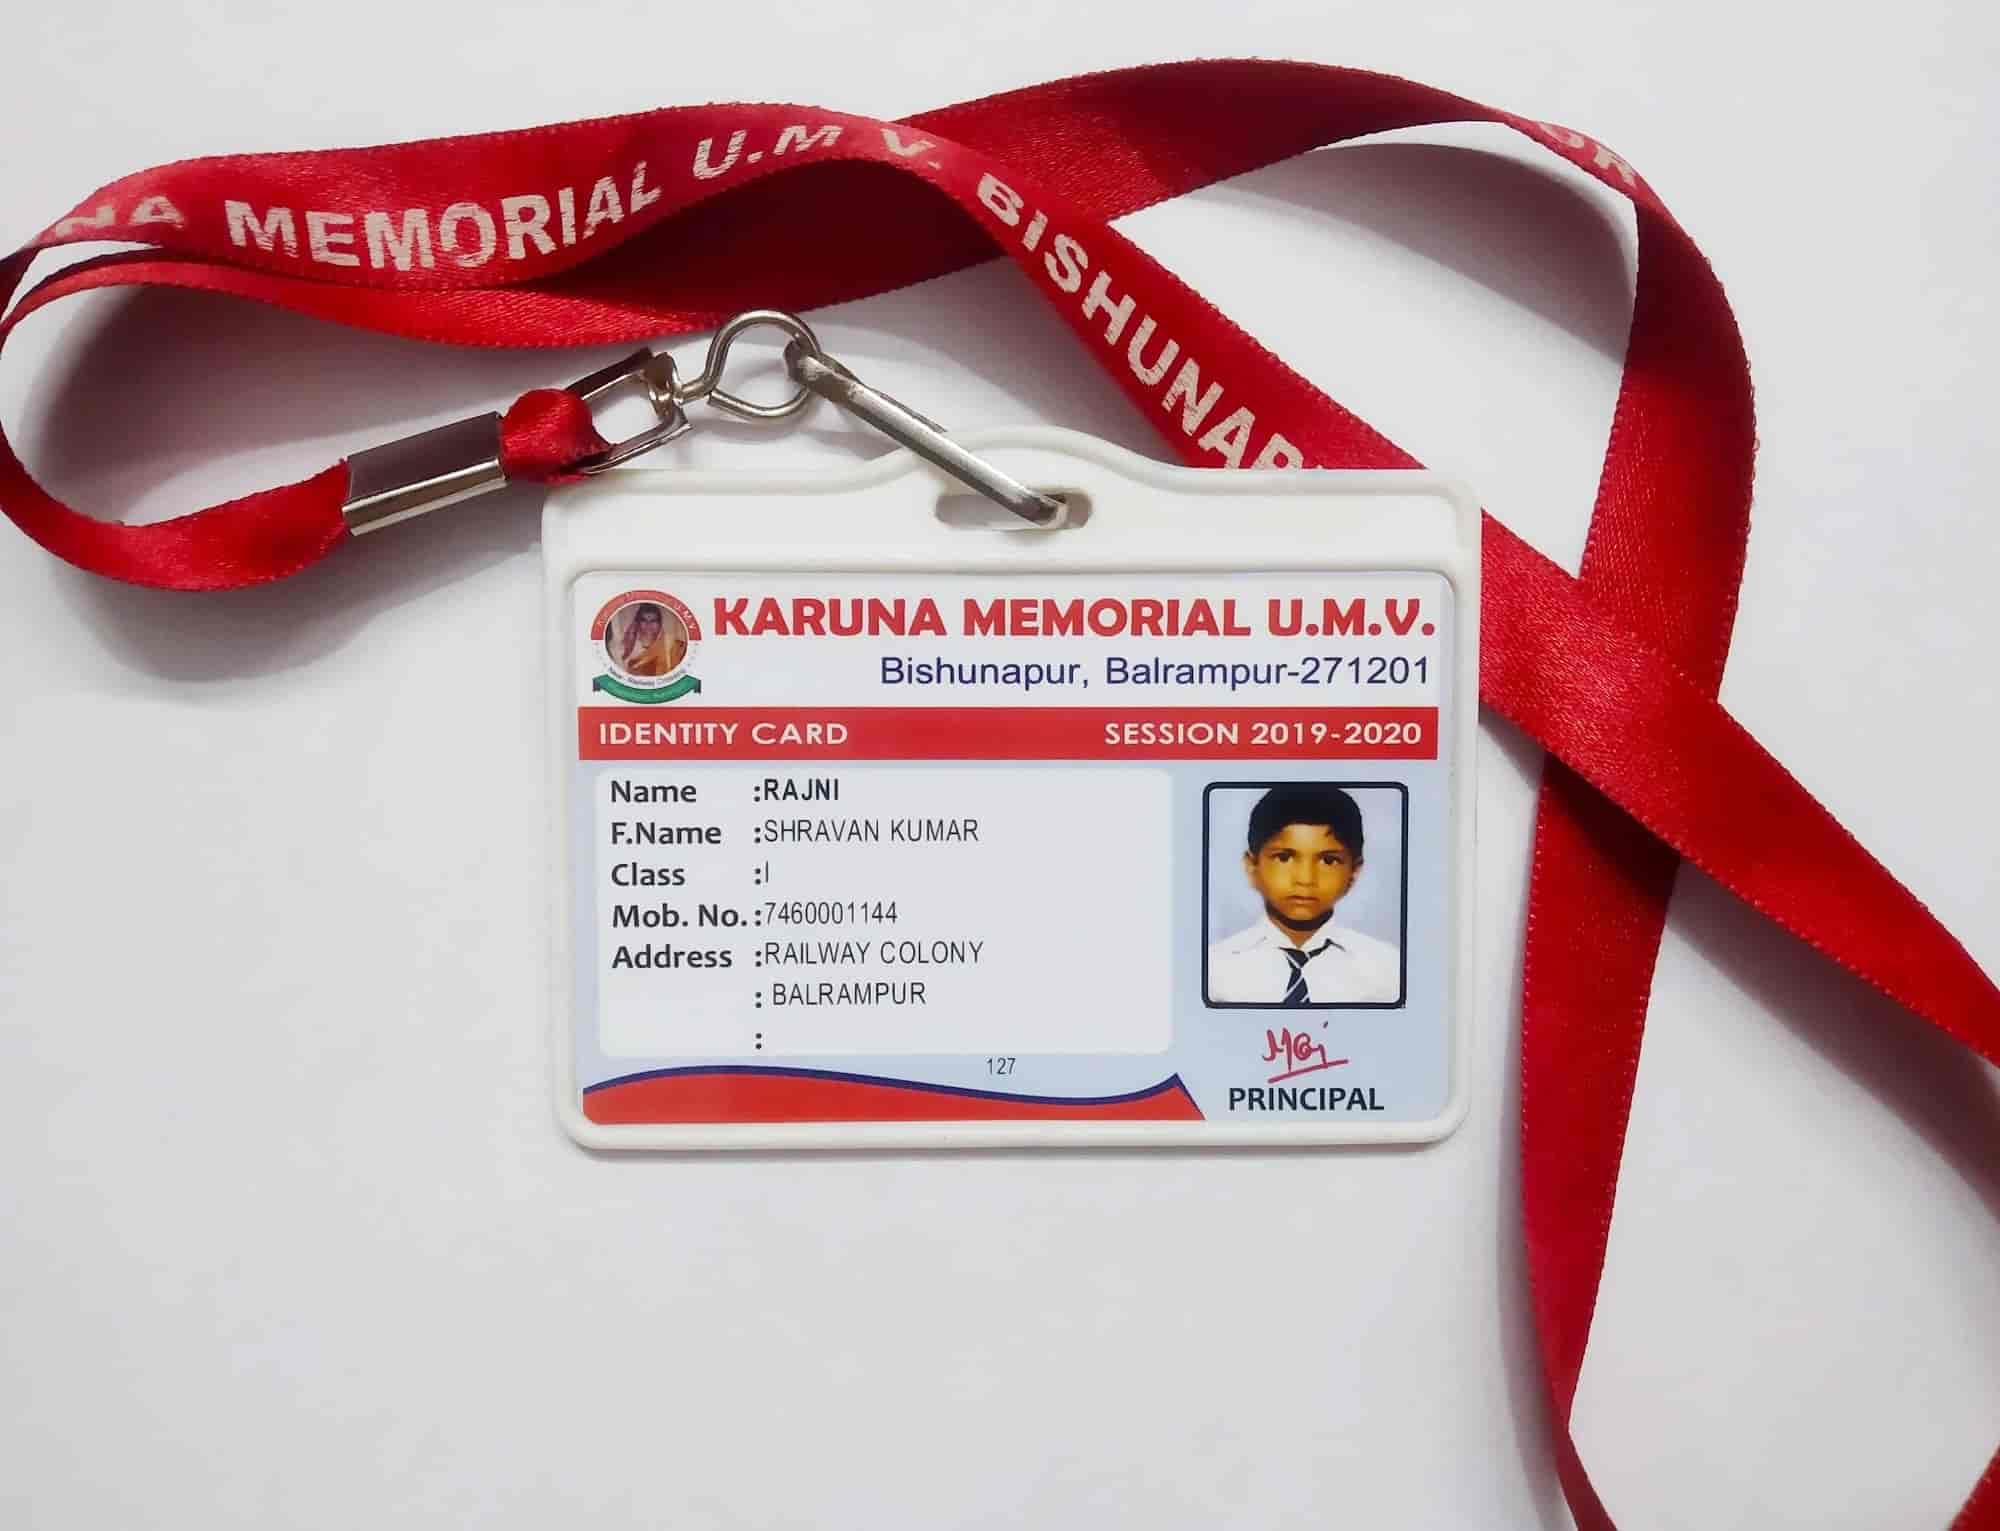 NA MEMORIAL U.M.V. BISHUNAP
UR
KARUNA MEMORIAL U.M.V.
Bishunapur, Balrampur-271201
IDENTITY CARD SESSION 2019-2020
Name :RAJNI
F.Name :SHRAVAN KUMAR
Class :I
Mob. No.:7460001144
Address :RAILWAY COLONY
: BALRAMPUR
:
127
PRINCIPAL